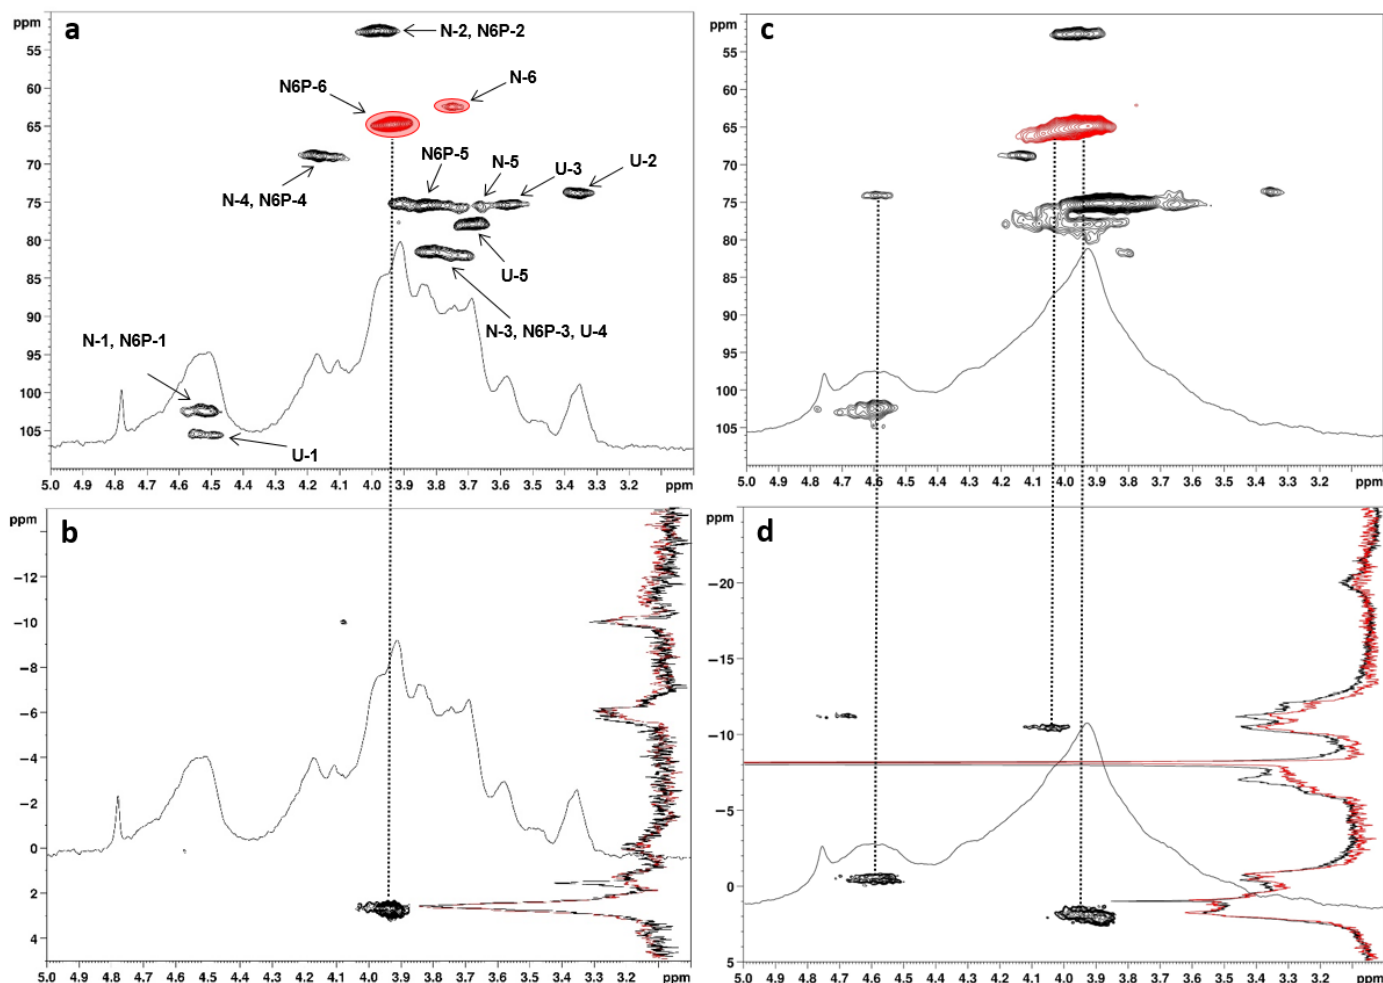 ppm
a
55
60
65
70
75
80
85
90
95
100
105
N-2, N6P-2
N6P-6
N-6
N6P-5
N-5
U-3
U-2
N-4, N6P-4
U-5
N-3, N6P-3, U-4
N-1, N6P-1
U-1
5.0 4.9 4.8 4.7 4.6 4.5 4.4 4.3 4.2 4.1 4.0 3.9 3.8 3.7 3.6 3.5 3.4 3.3 3.2 ppm
ppm
c
55
60
65
70
75
80
85
90
95
100
105
5.0 4.9 4.8 4.7 4.6 4.5 4.4 4.3 4.2 4.1 4.0 3.9 3.8 3.7 3.6 3.5 3.4 3.3 3.2 ppm
ppm
b
-12
-10
-8
-6
-4
-2
0
2
4
5.0 4.9 4.8 4.7 4.6 4.5 4.4 4.3 4.2 4.1 4.0 3.9 3.8 3.7 3.6 3.5 3.4 3.3 3.2 ppm
ppm
d
-20
-15
-10
-5
0
5
5.0 4.9 4.8 4.7 4.6 4.5 4.4 4.3 4.2 4.1 4.0 3.9 3.8 3.7 3.6 3.5 3.4 3.3 3.2 ppm